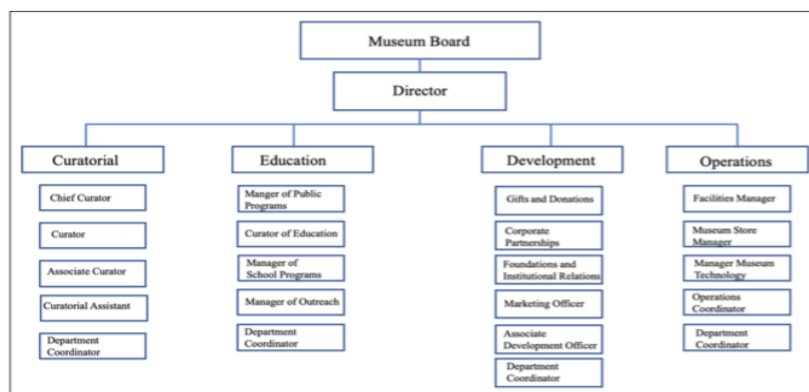 Museum Board
Director
Curatorial
Chief Curator
Curator
Associate Curator
Curatorial Assistant
Department
Coordinator
Education
Manger of Public
Programs
Curator of Education
Manager of
School Programs
Manager of Outreach
Department
Coordinator
Development
Gifts and Donations
Corporate
Partnerships
Foundations and
Institutional Relations
Marketing Officer
Associate
Development Officer
Department
Coordinator
Operations
Facilities Manager
Museum Store
Manager
Manager Museum
Technology
Operations
Coordinator
Department
Coordinator